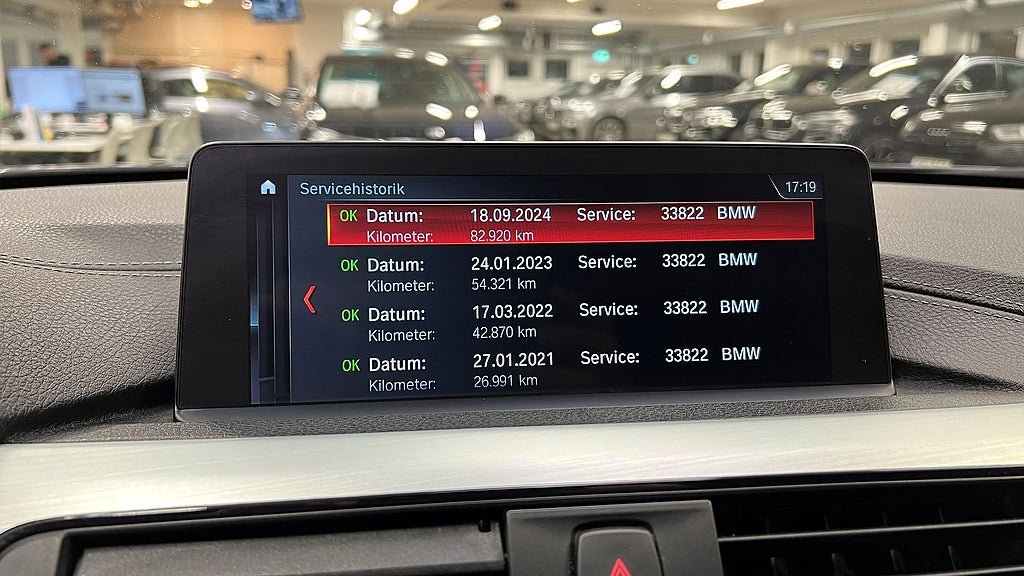 Servicehistorik 17:19
OK Datum: 18.09.2024 Service: 33822 BMW
Kilometer: 82.920 km
OK Datum: 24.01.2023 Service: 33822 BMW
Kilometer: 54.321 km
OK Datum: 17.03.2022 Service: 33822 BMW
Kilometer: 42.870 km
OK Datum: 27.01.2021 Service: 33822 BMW
Kilometer: 26.991 km